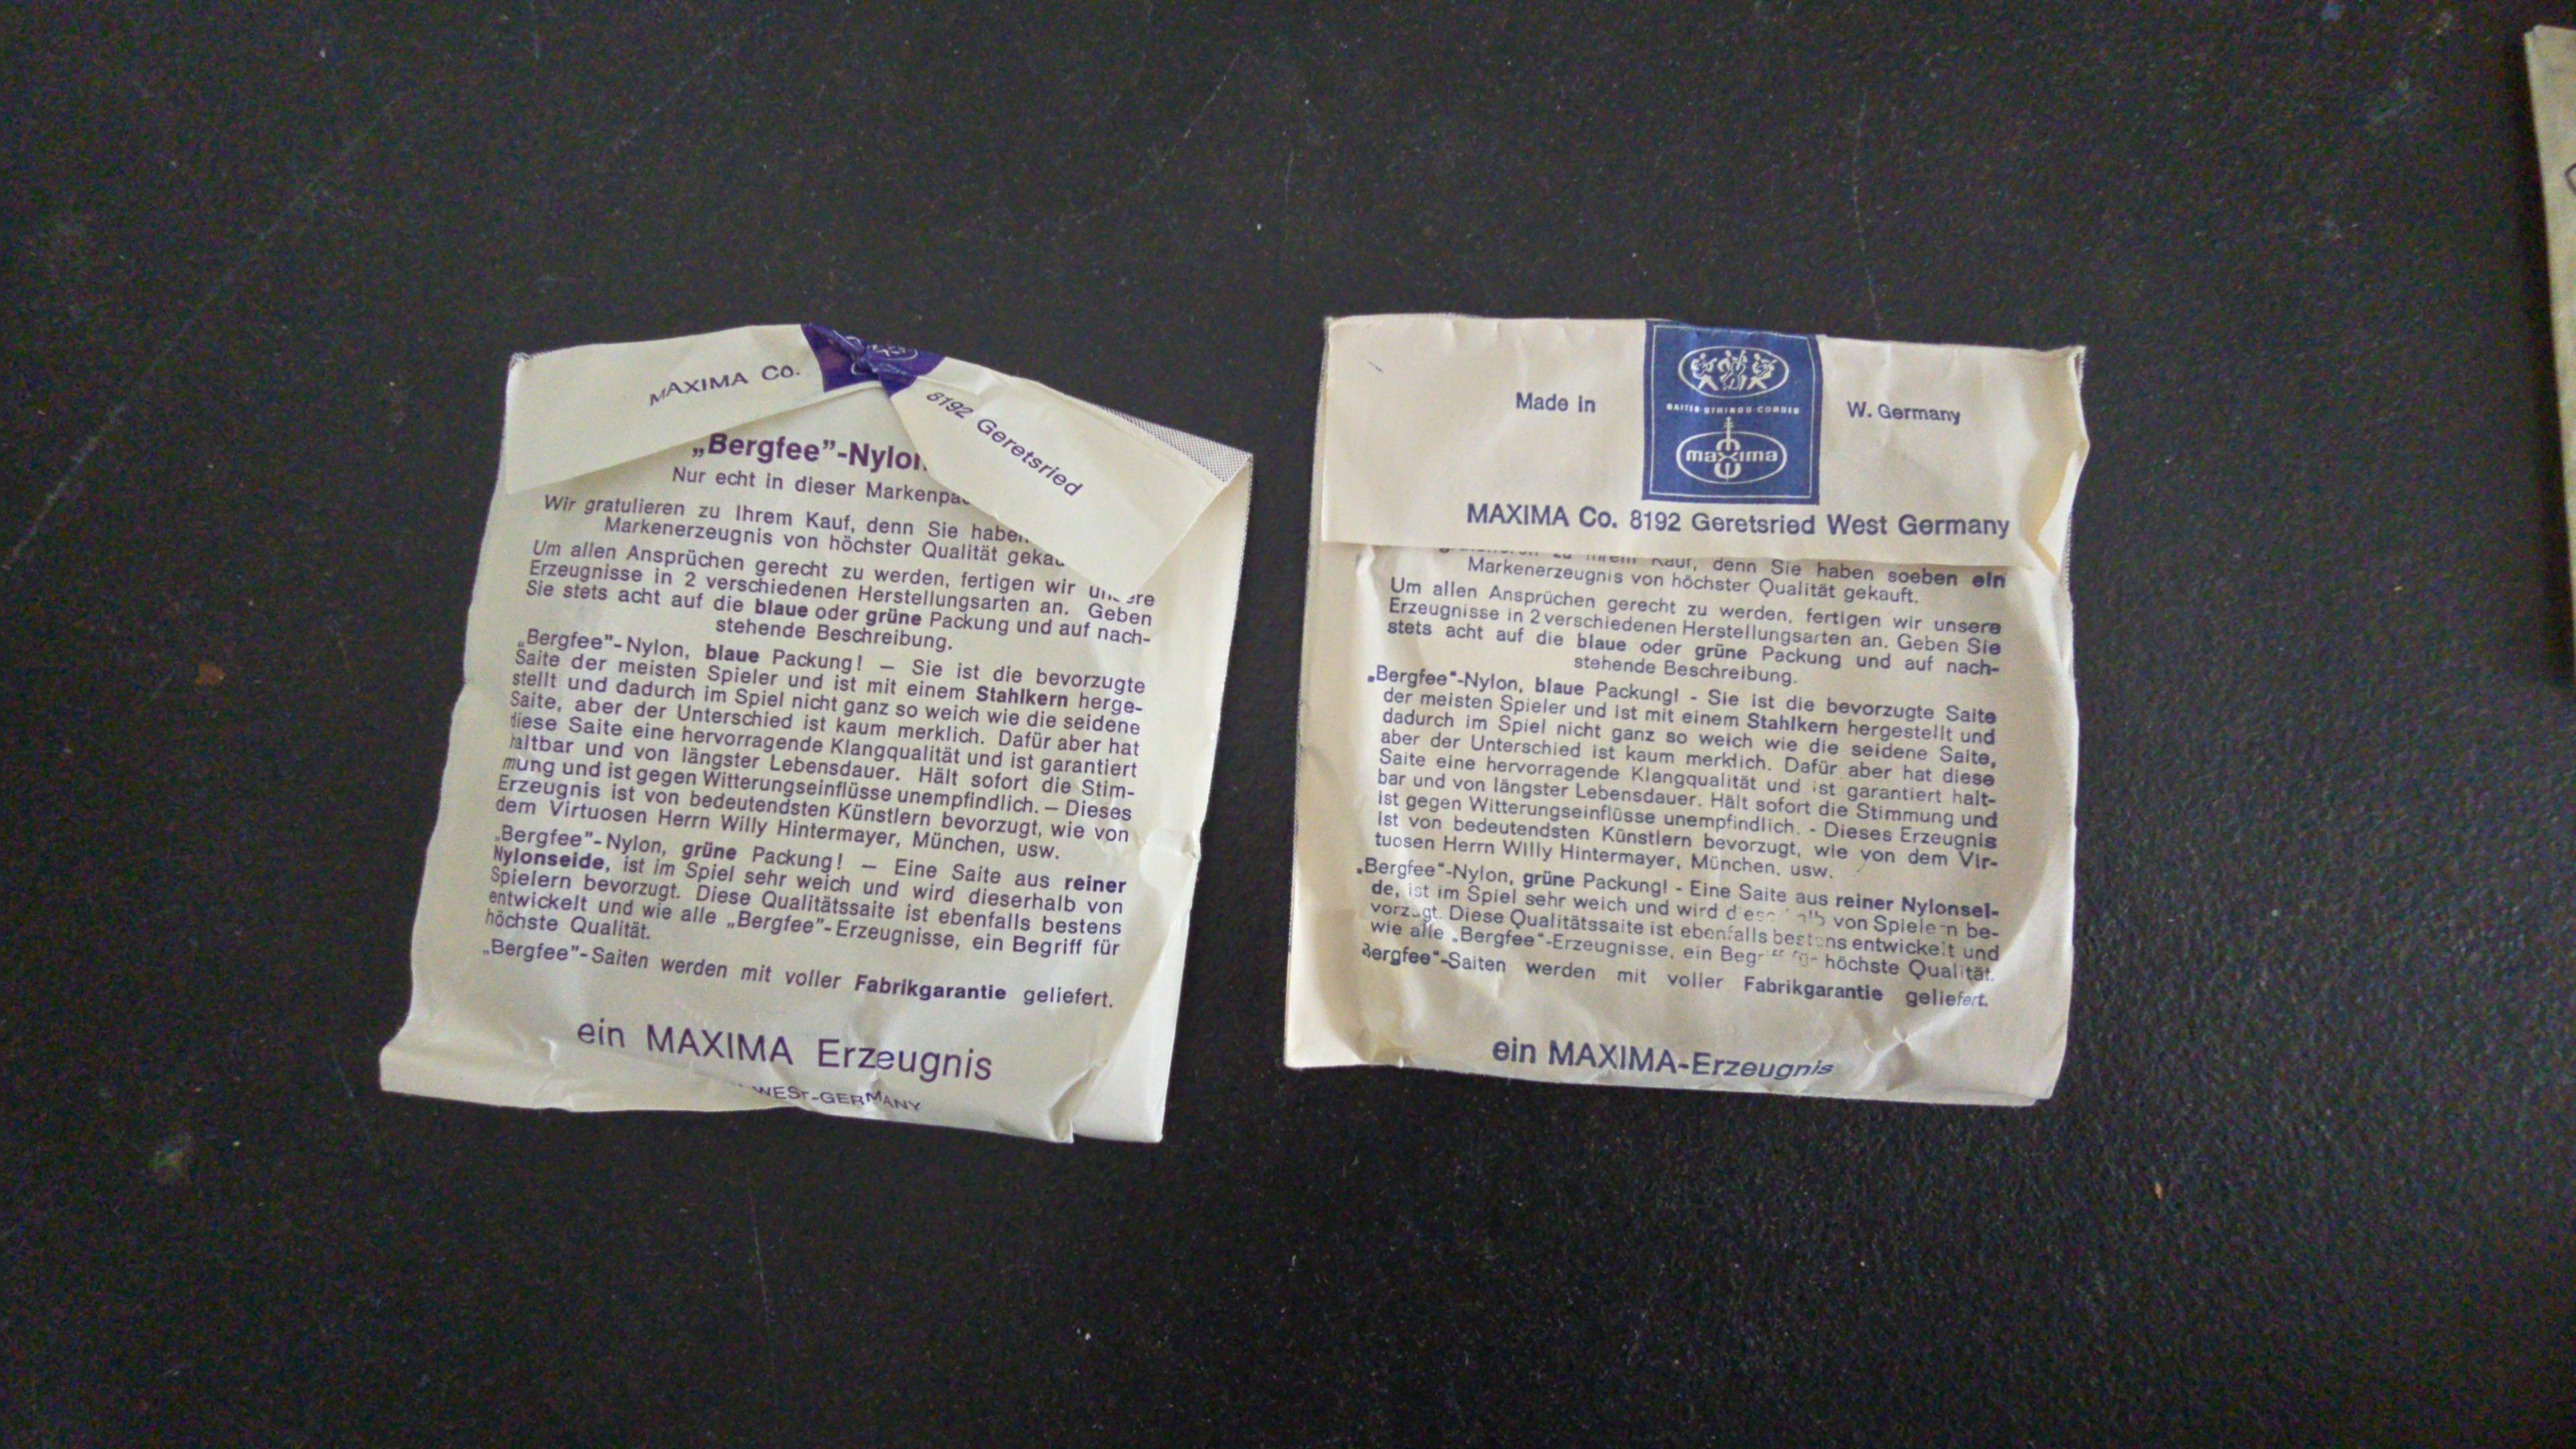 MAXIMA Co.
8192 Geretsried
„Bergfee”-Nylon
Nur echt in dieser
Wir gratulieren zu Ihrem Kauf, denn Sie haben
Markenerzeugnis von höchster Qualität
Um allen Ansprüchen gerecht zu werden, fertigen wir unsere
Erzeugnisse in 2 verschiedenen Herstellungsarten an. Geben
Sie stets acht auf die blaue oder grüne Packung und auf nach-
stehende Beschreibung.
„Bergfee”-Nylon, blaue Packung! — Sie ist die bevorzugte
Saite der meisten Spieler und ist mit einem Stahlkern herge-
stellt und dadurch im Spiel nicht ganz so weich wie die seidene
Saite, aber der Unterschied ist kaum merklich. Dafür aber hat
diese Saite eine hervorragende Klangqualität und ist garantiert
haltbar und von längster Lebensdauer. Hält sofort die Stim-
mung und ist gegen Witterungseinflüsse unempfindlich. — Dieses
Erzeugnis ist von bedeutendsten Künstlern bevorzugt, wie von
dem Virtuosen Herrn Willy Hintermayer, München, usw.
„Bergfee”-Nylon, grüne Packung! — Eine Saite aus reiner
Nylonseide, ist im Spiel sehr weich und wird dieserhalb von
Spielern bevorzugt. Diese Qualitätssaite ist ebenfalls bestens
entwickelt und wie alle „Bergfee”-Erzeugnisse, ein Begriff für
höchste Qualität.
„Bergfee”-Saiten werden mit voller Fabrikgarantie geliefert.
ein MAXIMA Erzeugnis
WEST-GERMANY
Made in
W. Germany
SAITEN·STRINGS·CORDES
maxima
MAXIMA Co. 8192 Geretsried West Germany
gratulieren zu Ihrem Kauf, denn Sie haben soeben ein
Markenerzeugnis von höchster Qualität gekauft.
Um allen Ansprüchen gerecht zu werden, fertigen wir unsere
Erzeugnisse in 2 verschiedenen Herstellungsarten an. Geben Sie
stets acht auf die blaue oder grüne Packung und auf nach-
stehende Beschreibung.
„Bergfee“-Nylon, blaue Packung! - Sie ist die bevorzugte Saite
der meisten Spieler und ist mit einem Stahlkern hergestellt und
dadurch im Spiel nicht ganz so weich wie die seidene Saite,
aber der Unterschied ist kaum merklich. Dafür aber hat diese
Saite eine hervorragende Klangqualität und ist garantiert halt-
bar und von längster Lebensdauer. Hält sofort die Stimmung und
ist gegen Witterungseinflüsse unempfindlich. - Dieses Erzeugnis
ist von bedeutendsten Künstlern bevorzugt, wie von dem Vir-
tuosen Herrn Willy Hintermayer, München, usw.
„Bergfee“-Nylon, grüne Packung! - Eine Saite aus reiner Nylonsei-
de, ist im Spiel sehr weich und wird dieserhalb von Spielern be-
vorzugt. Diese Qualitätssaite ist ebenfalls bestens entwickelt und
wie alle „Bergfee“-Erzeugnisse, ein Begriff für höchste Qualität.
Bergfee“-Saiten werden mit voller Fabrikgarantie geliefert.
ein MAXIMA-Erzeugnis